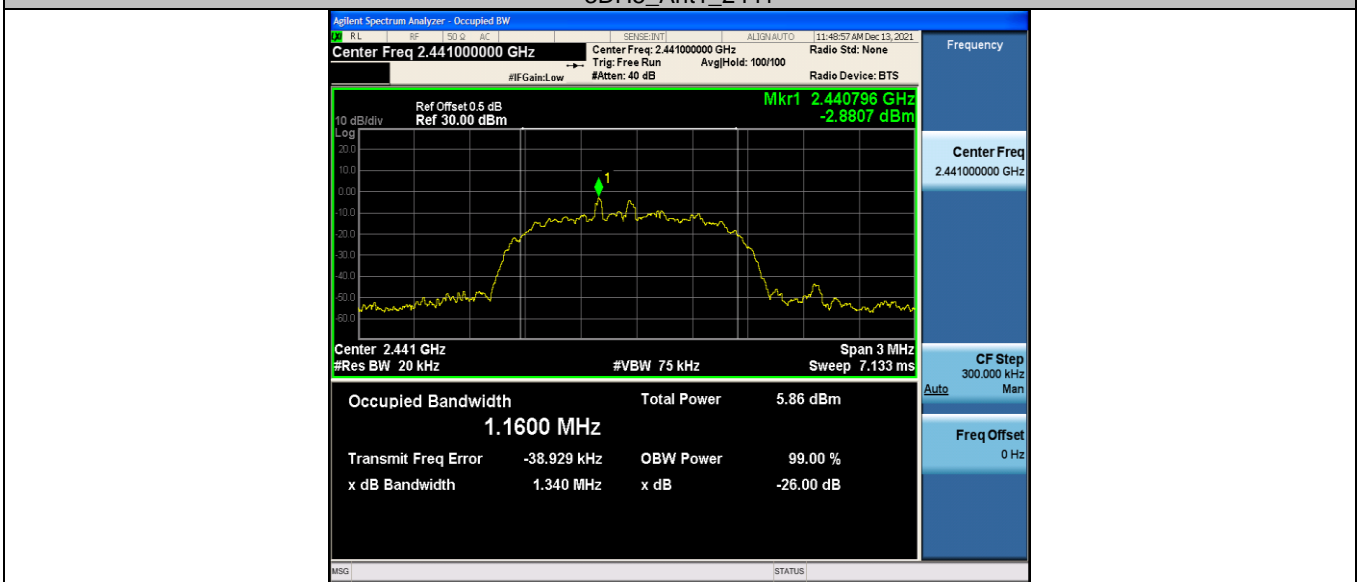 Agilent Spectrum Analyzer - Occupied BW
RL RF 50 Ω AC SENSE:INT ALIGN AUTO 11:48:57 AM Dec 13, 2021
Center Freq 2.441000000 GHz
Center Freq: 2.441000000 GHz
Radio Std: None
Trig: Free Run Avg|Hold: 100/100
#IFGain:Low #Atten: 40 dB Radio Device: BTS
Frequency
Mkr1 2.440796 GHz
-2.8807 dBm
Ref Offset 0.5 dB
10 dB/div Ref 30.00 dBm
Log
20.0
10.0
0.00
-10.0
-20.0
-30.0
-40.0
-50.0
-60.0
1
Center 2.441 GHz Span 3 MHz
#Res BW 20 kHz #VBW 75 kHz Sweep 7.133 ms
Occupied Bandwidth Total Power 5.86 dBm
1.1600 MHz
Transmit Freq Error -38.929 kHz OBW Power 99.00 %
x dB Bandwidth 1.340 MHz x dB -26.00 dB
Center Freq
2.441000000 GHz
CF Step
300.000 kHz
Auto Man
Freq Offset
0 Hz
MSG STATUS